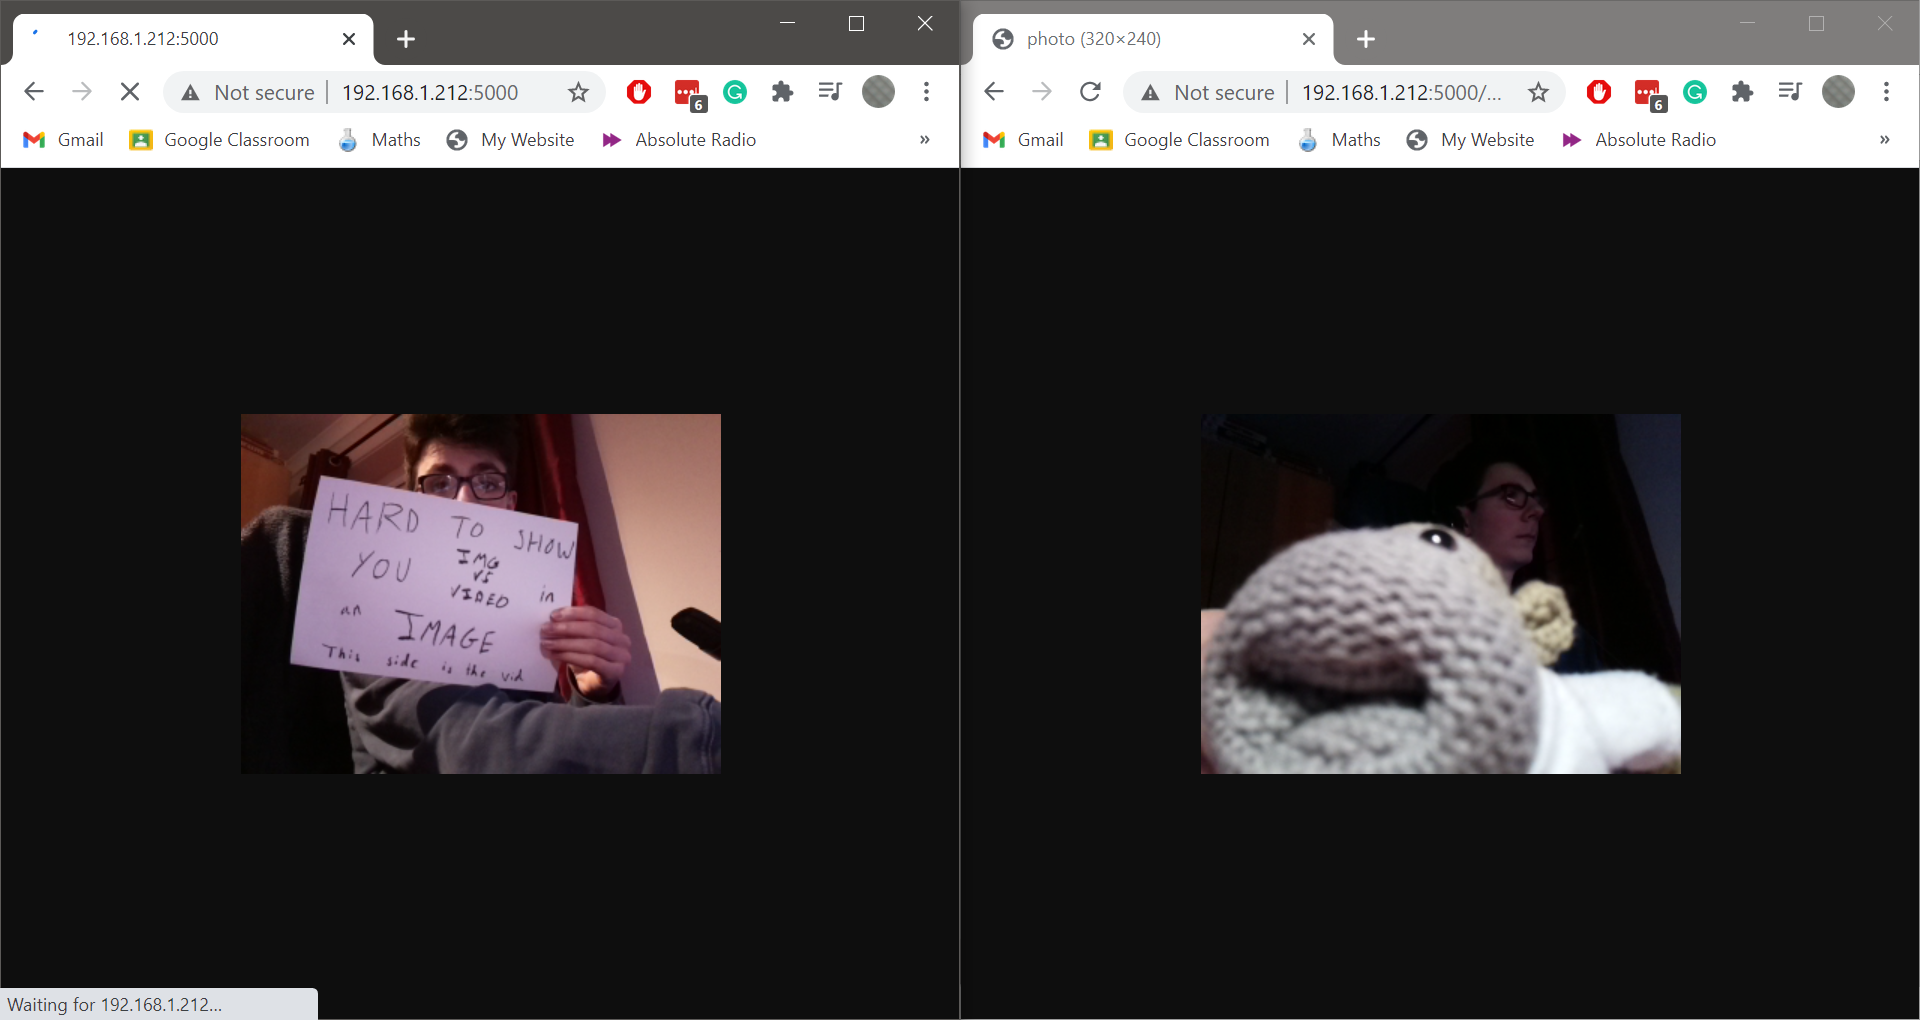 192.168.1.212:5000
Not secure
192.168.1.212:5000
6
Gmail
Google Classroom
Maths
My Website
Absolute Radio
»
HARD TO SHOW
YOU IMG
VS
VIDEO in
an IMAGE
This side is the vid
Waiting for 192.168.1.212...
photo (320×240)
Not secure
192.168.1.212:5000/...
6
Gmail
Google Classroom
Maths
My Website
Absolute Radio
»